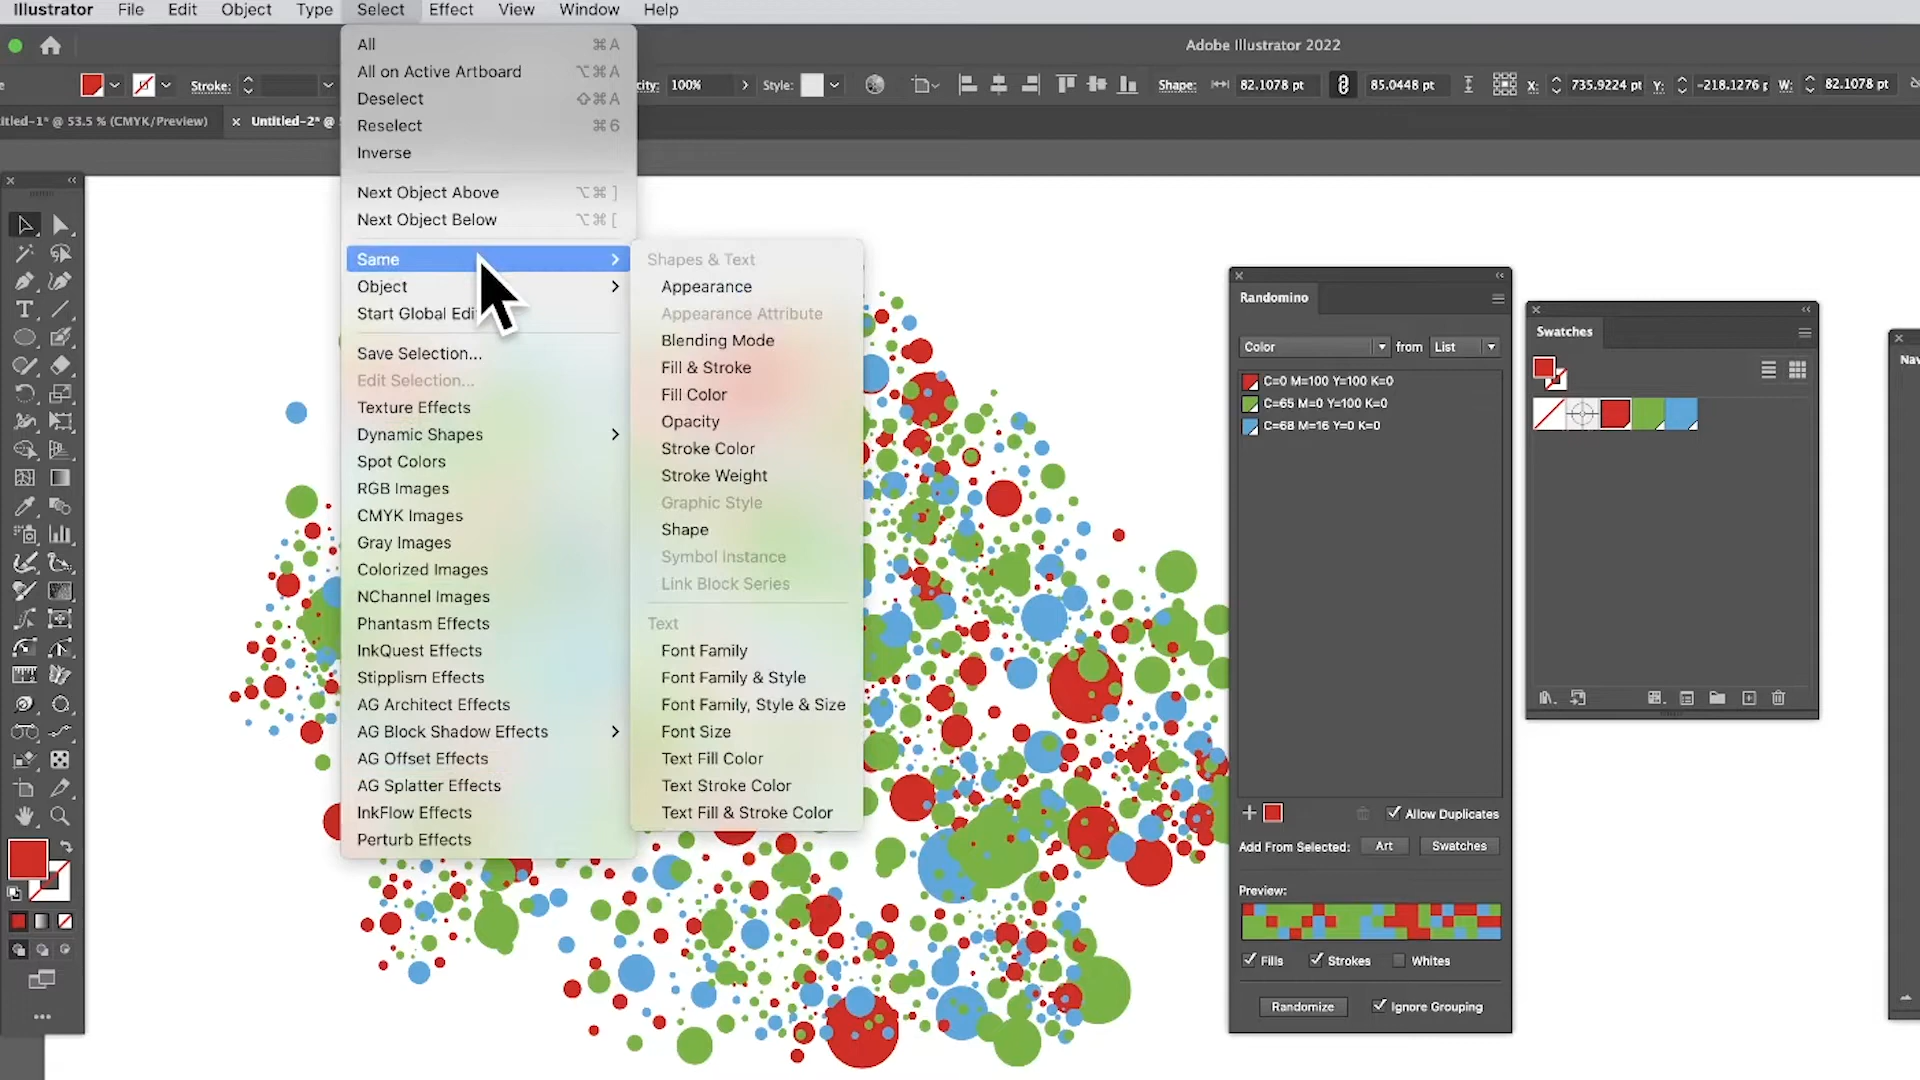 Illustrator File Edit Object Type Select Effect View Window Help
Adobe Illustrator 2022
Stroke: 100% Style: Shape: 82.1078 pt 85.0448 pt X: 735.9224 pt Y: -218.1276 W: 82.1078 pt
@ 53.5 % (CMYK/Preview) × Untitled-2* @
All ⌘A
All on Active Artboard ⌥⌘A
Deselect ⇧⌘A
Reselect ⌘6
Inverse
Next Object Above ⌥⌘]
Next Object Below ⌥⌘[
Same
Object
Start Global Edi
Save Selection...
Edit Selection...
Texture Effects
Dynamic Shapes
Spot Colors
RGB Images
CMYK Images
Gray Images
Colorized Images
NChannel Images
Phantasm Effects
InkQuest Effects
Stipplism Effects
AG Architect Effects
AG Block Shadow Effects
AG Offset Effects
AG Splatter Effects
InkFlow Effects
Perturb Effects
Shapes & Text
Appearance
Appearance Attribute
Blending Mode
Fill & Stroke
Fill Color
Opacity
Stroke Color
Stroke Weight
Graphic Style
Shape
Symbol Instance
Link Block Series
Text
Font Family
Font Family & Style
Font Family, Style & Size
Font Size
Text Fill Color
Text Stroke Color
Text Fill & Stroke Color
Randomino
Color from List
C=0 M=100 Y=100 K=0
C=65 M=0 Y=100 K=0
C=68 M=16 Y=0 K=0
Allow Duplicates
Add From Selected: Art Swatches
Preview:
Fills Strokes Whites
Randomize Ignore Grouping
Swatches